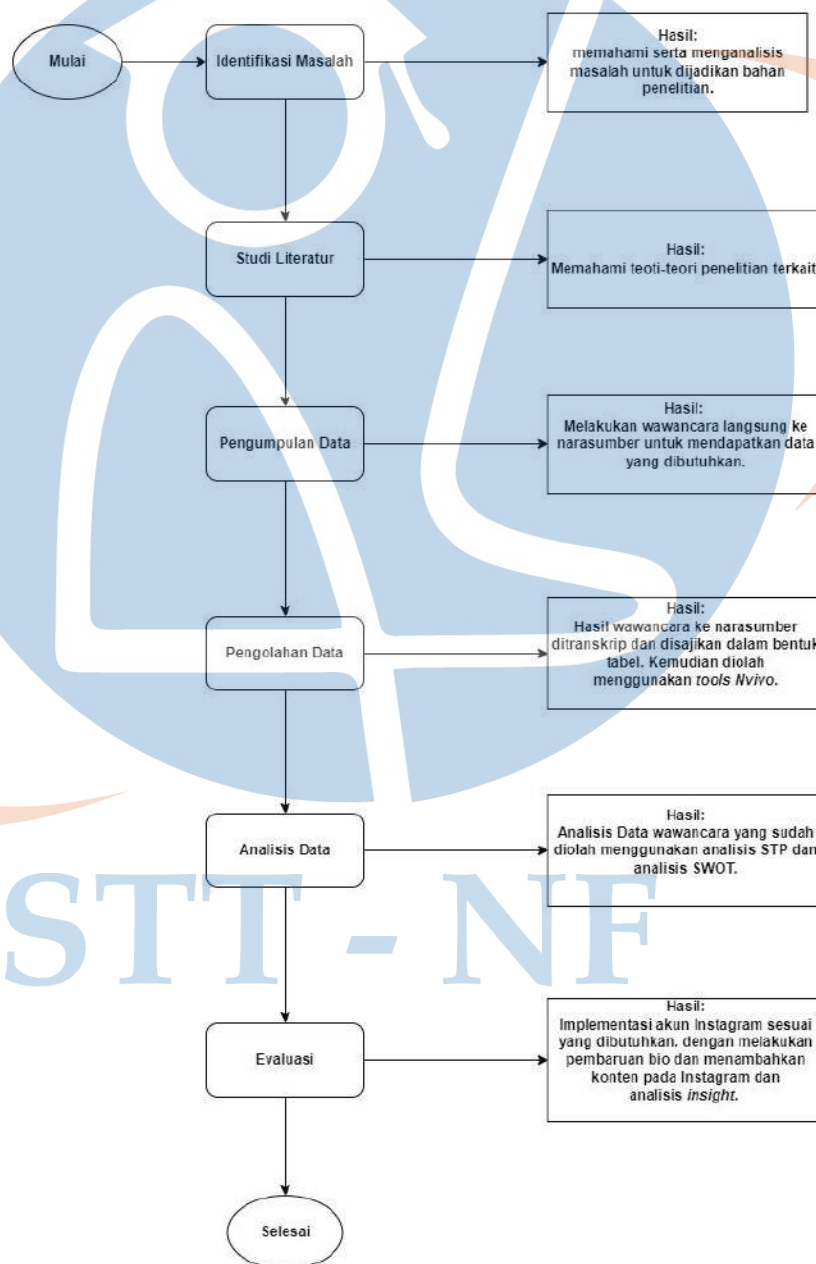 Mulai
Identifikasi Masalah
Hasil:
memahami serta menganalisis
masalah untuk dijadikan bahan
penelitian.
Studi Literatur
Hasil:
Memahami teoti-teori penelitian terkait
Pengumpulan Data
Hasil:
Melakukan wawancara langsung ke
narasumber untuk mendapatkan data
yang dibutuhkan.
Pengolahan Data
Hasil:
Hasil wawancara ke narasumber
ditranskrip dan disajikan dalam bentuk
tabel. Kemudian diolah
menggunakan tools Nvivo.
Analisis Data
Hasil:
Analisis Data wawancara yang sudah
diolah menggunakan analisis STP dan
analisis SWOT.
STT - NF
Evaluasi
Hasil:
Implementasi akun Instagram sesuai
yang dibutuhkan. dengan melakukan
pembaruan bio dan menambahkan
konten pada Instagram dan
analisis insight.
Selesai